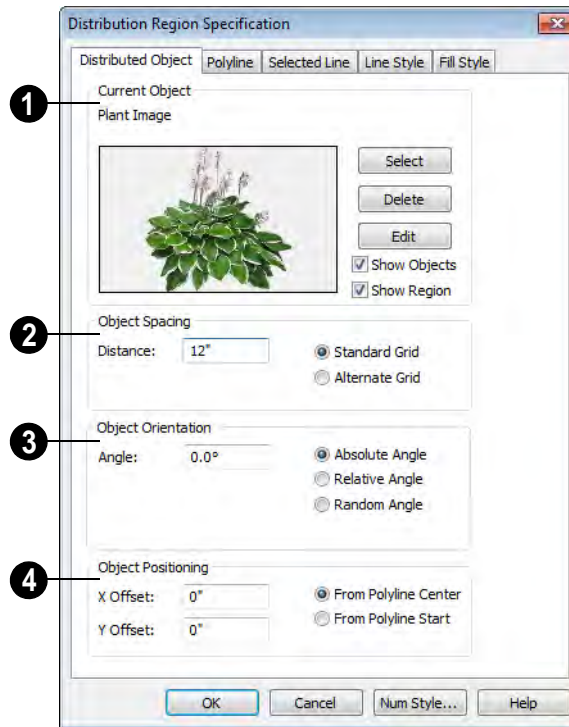 Distribution Region Specification
Distributed Object Polyline Selected Line Line Style Fill Style
1 Current Object
Plant Image
Select
Delete
Edit
Show Objects
Show Region
2 Object Spacing
Distance: 12" Standard Grid
Alternate Grid
3 Object Orientation
Angle: 0.0° Absolute Angle
Relative Angle
Random Angle
4 Object Positioning
X Offset: 0" From Polyline Center
From Polyline Start
Y Offset: 0"
OK Cancel Num Style... Help